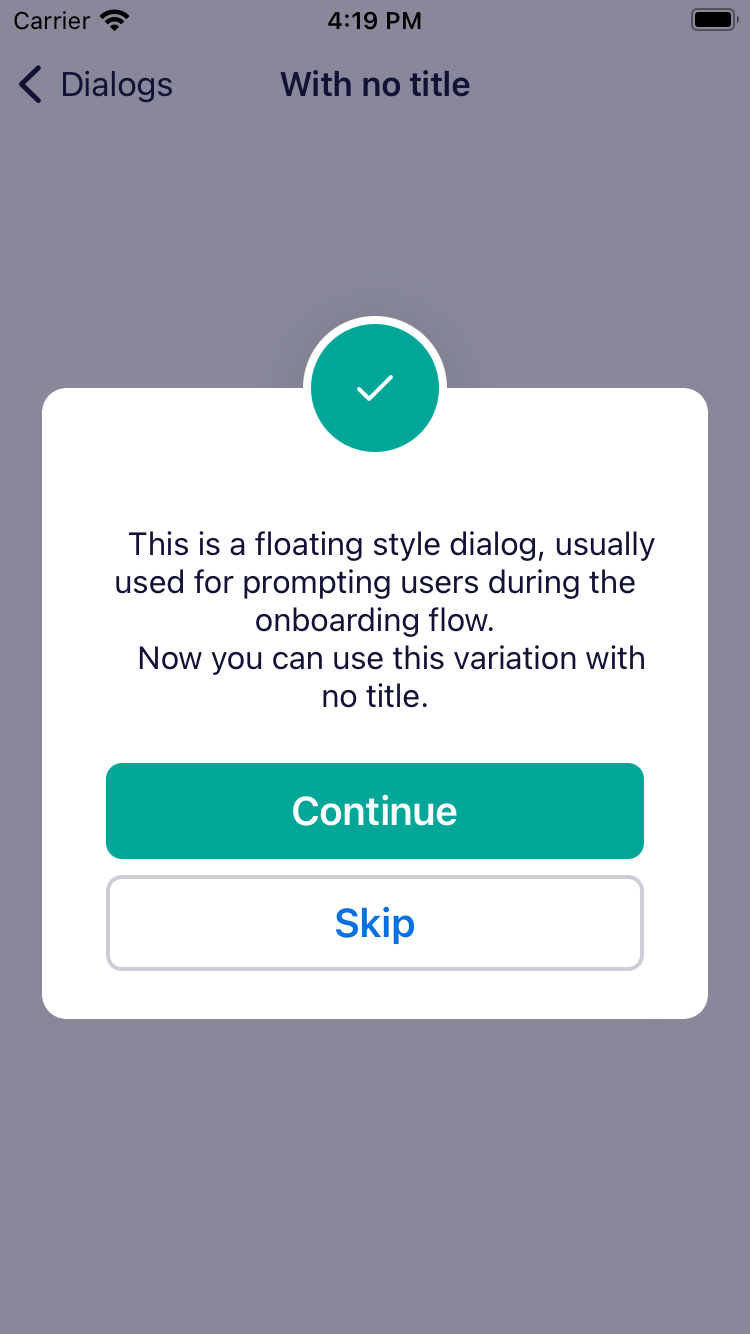 Carrier 4:19 PM
Dialogs With no title
This is a floating style dialog, usually
used for prompting users during the
onboarding flow.
Now you can use this variation with
no title.
Continue
Skip